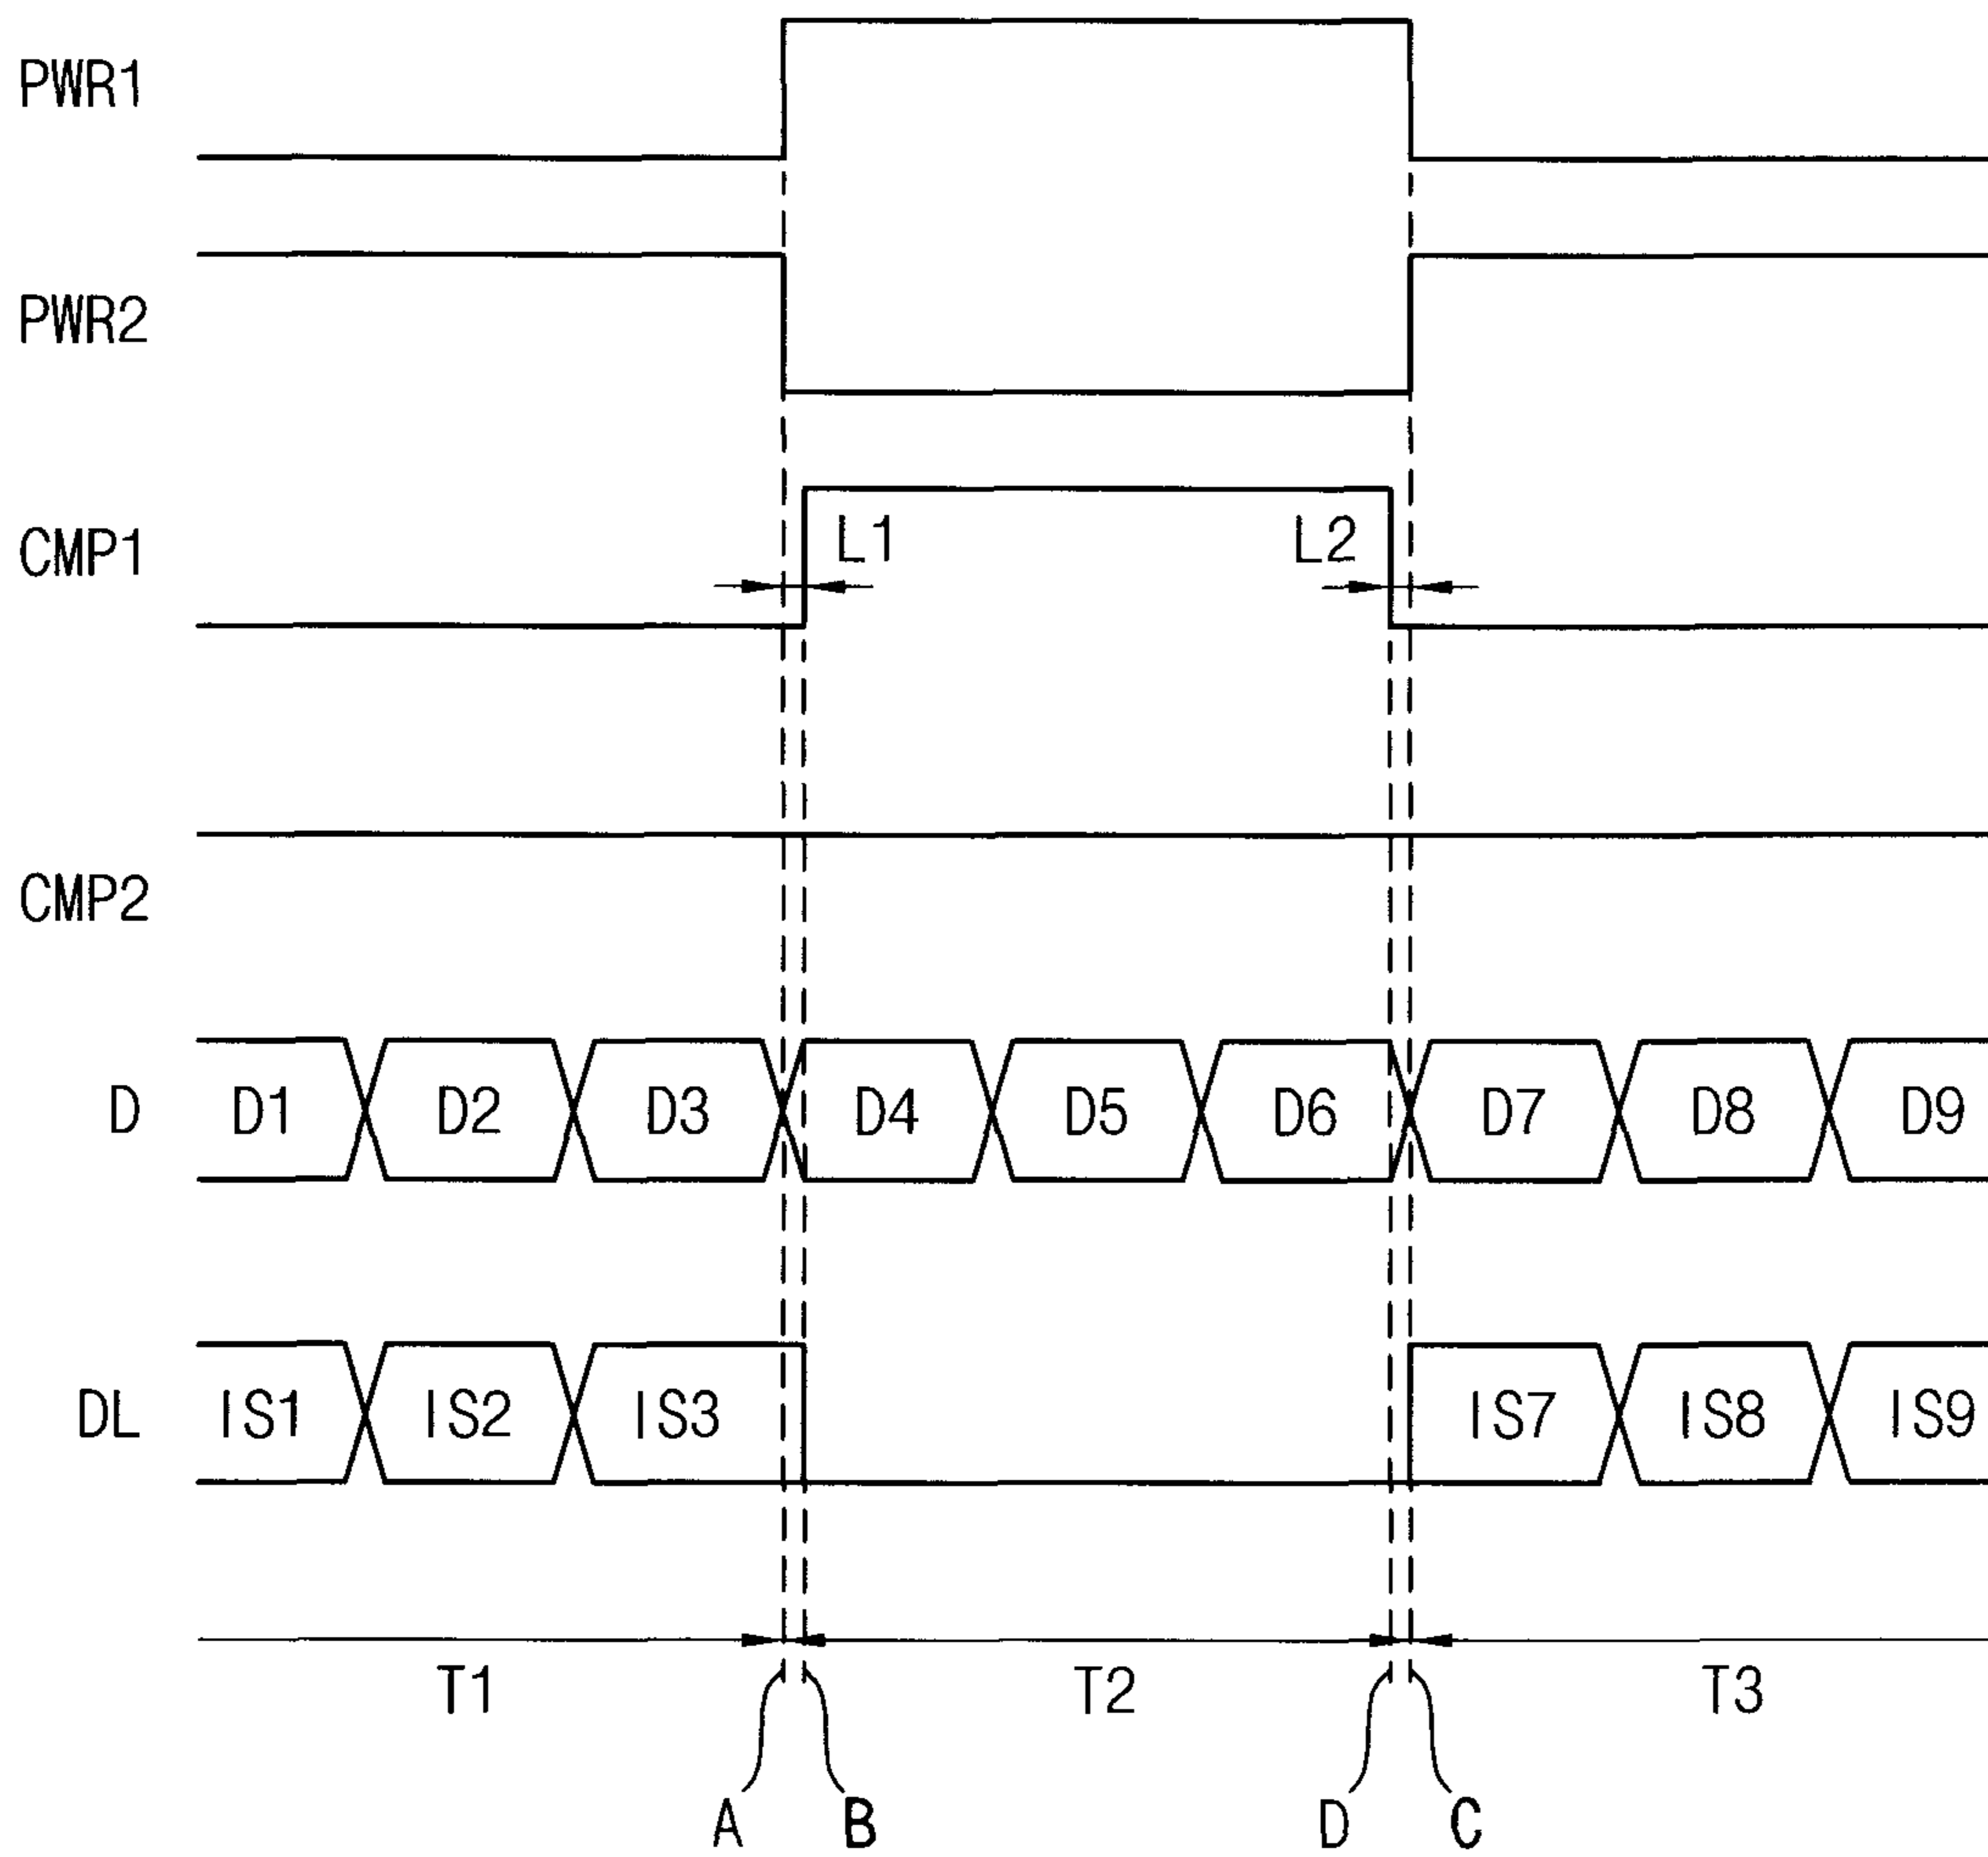 PWR1
PWR2
CMP1 L1 L2
CMP2
D D1 D2 D3 D4 D5 D6 D7 D8 D9
DL IS1 IS2 IS3 IS7 IS8 IS9
T1 T2 T3
A B D C